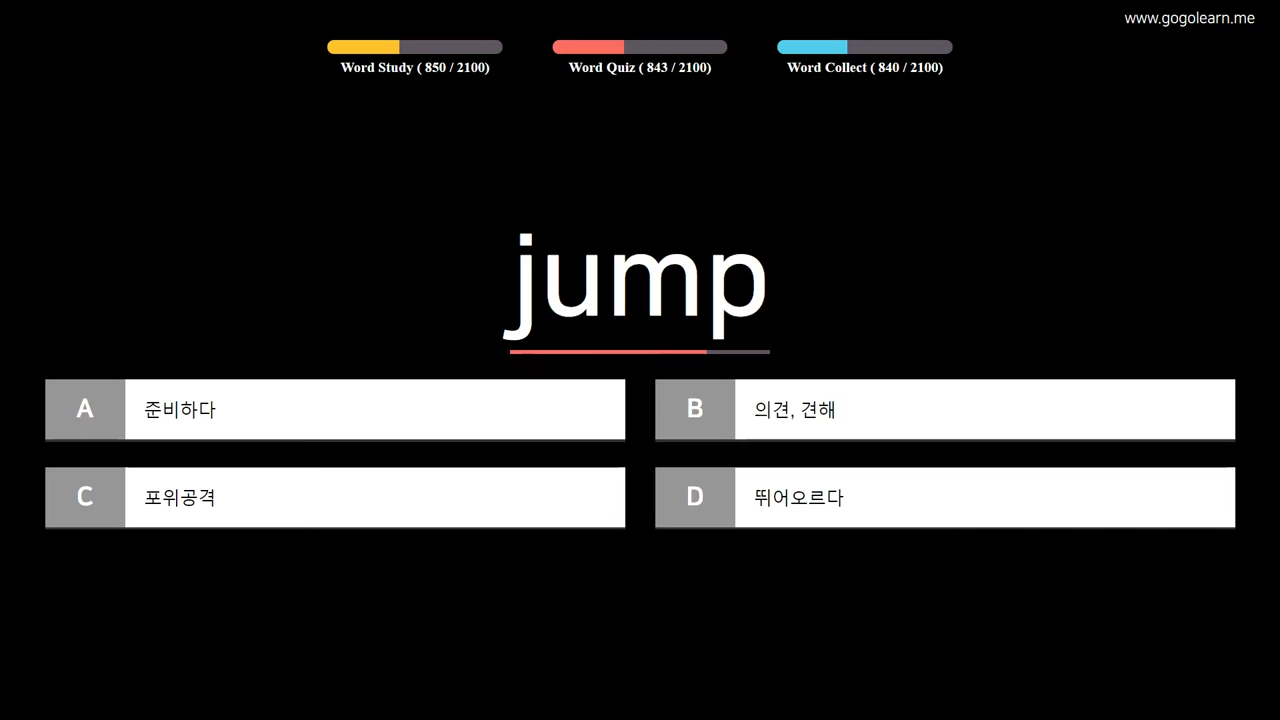 www.gogolearn.me
Word Study ( 850 / 2100)
Word Quiz ( 843 / 2100)
Word Collect ( 840 / 2100)
jump
A 준비하다
B 의견, 견해
C 포위공격
D 뛰어오르다